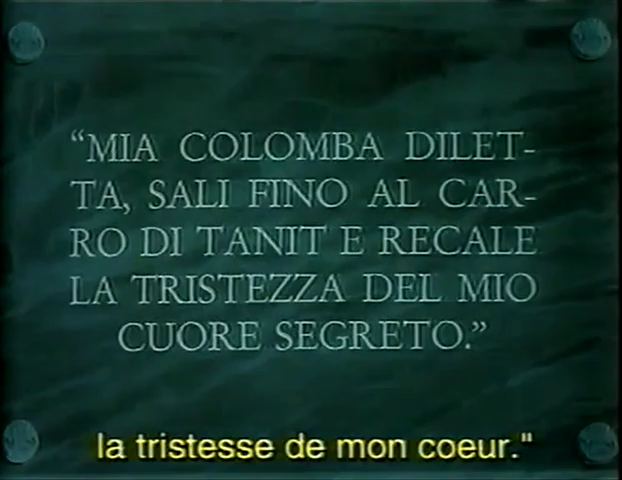 “MIA COLOMBA DILET-
TA, SALI FINO AL CAR-
RO DI TANIT E RECALE
LA TRISTEZZA DEL MIO
CUORE SEGRETO.”
la tristesse de mon coeur."